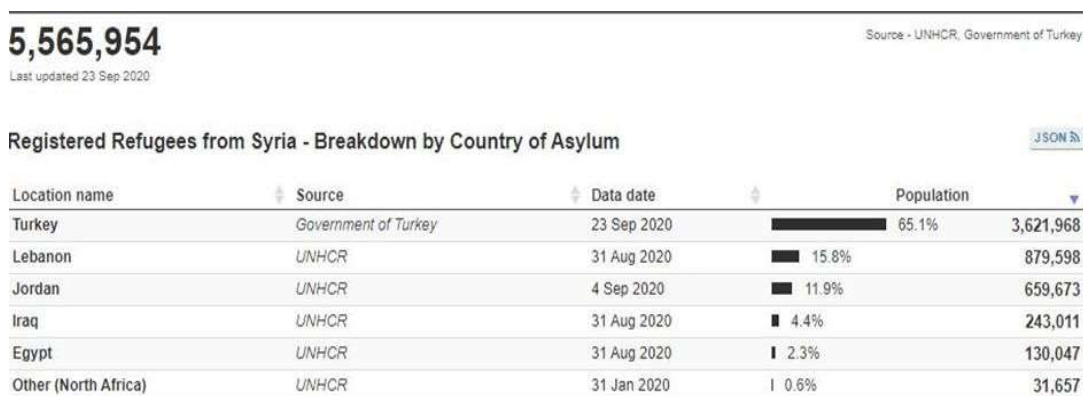 5,565,954
Source - UNHCR, Government of Turkey
Last updated 23 Sep 2020
Registered Refugees from Syria - Breakdown by Country of Asylum
JSON
Location name Source Data date Population
Turkey Government of Turkey 23 Sep 2020 65.1% 3,621,968
Lebanon UNHCR 31 Aug 2020 15.8% 879,598
Jordan UNHCR 4 Sep 2020 11.9% 659,673
Iraq UNHCR 31 Aug 2020 4.4% 243,011
Egypt UNHCR 31 Aug 2020 2.3% 130,047
Other (North Africa) UNHCR 31 Jan 2020 0.6% 31,657